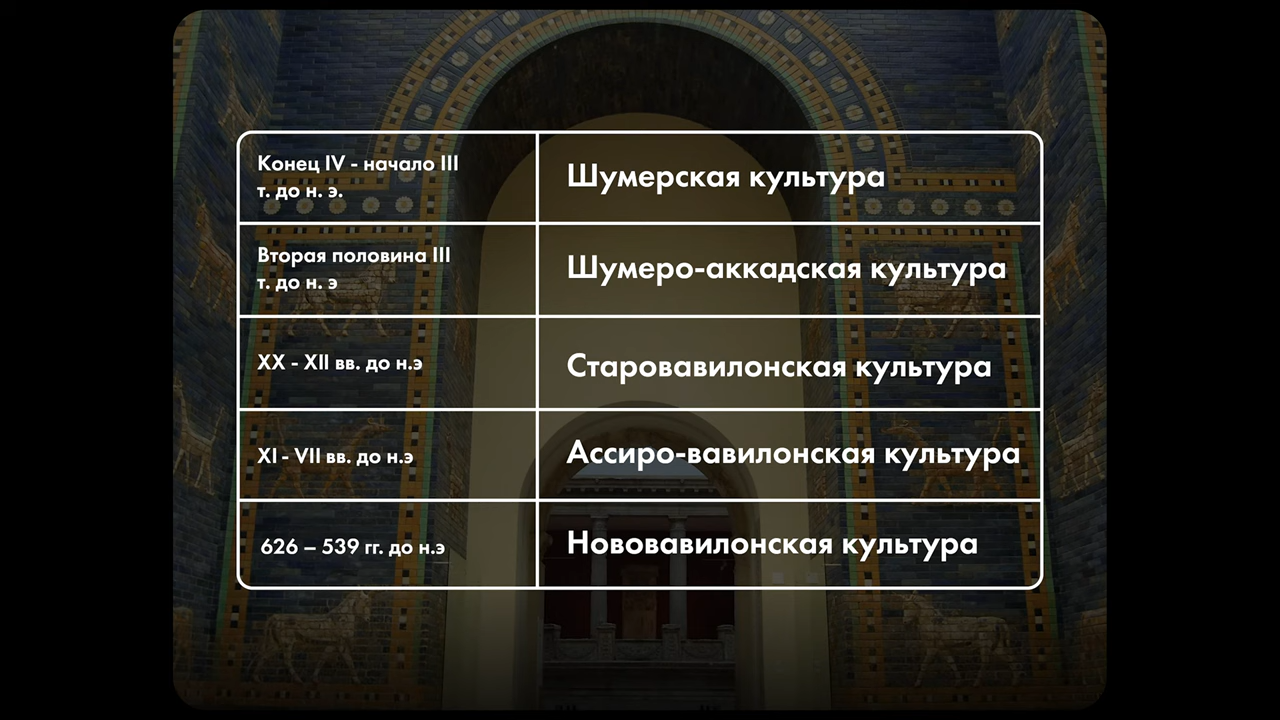 Конец IV - начало III
т. до н. э.
Шумерская культура
Вторая половина III
т. до н. э
Шумеро-аккадская культура
XX - XII вв. до н.э
Старовавилонская культура
XI - VII вв. до н.э
Ассиро-вавилонская культура
626 – 539 гг. до н.э
Нововавилонская культура